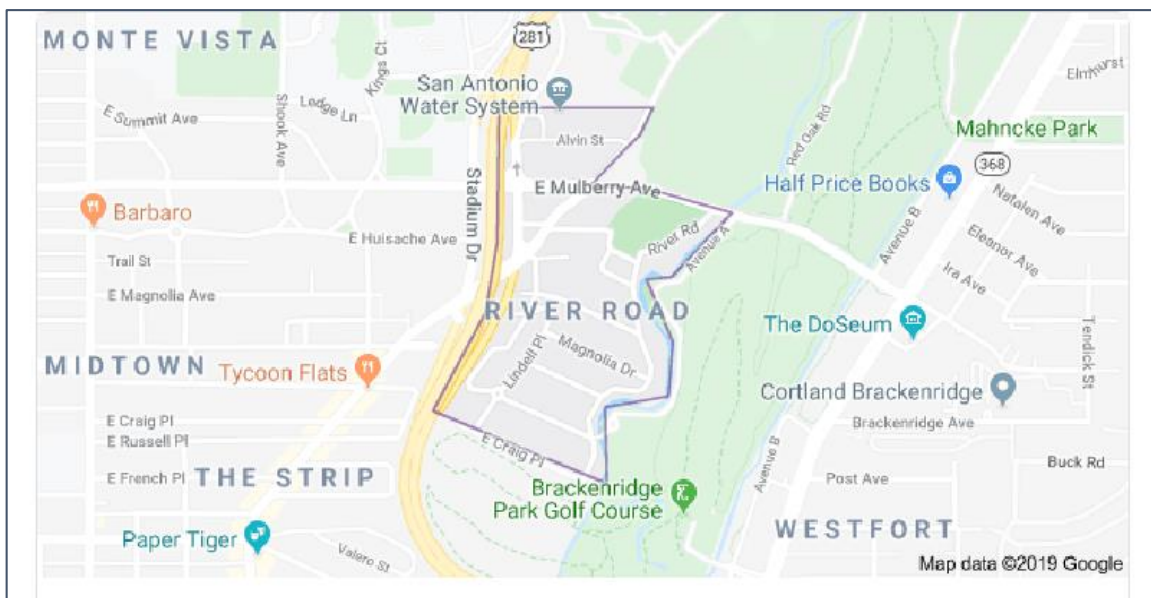 MONTE VISTA
281
Kings Ct
Elmhurst
San Antonio
Water System
Shook Ave
Lodge Ln
E Summit Ave
Alvin St
Red Oak Rd
Mahncke Park
368
Stadium Dr
E Mulberry Ave
Half Price Books
Natalen Ave
Barbaro
Avenue B
Eleanor Ave
E Huisache Ave
River Rd
Avenue A
Trail St
Ira Ave
E Magnolia Ave
RIVER ROAD
The DoSeum
Tendick St
Lindell Pl
Magnolia Dr
MIDTOWN
Tycoon Flats
Cortland Brackenridge
E Craig Pl
Brackenridge Ave
E Russell Pl
E Craig Pl
Avenue B
Buck Rd
E French Pl
THE STRIP
Post Ave
Brackenridge
Park Golf Course
WESTFORT
Paper Tiger
Valero St
Map data ©2019 Google